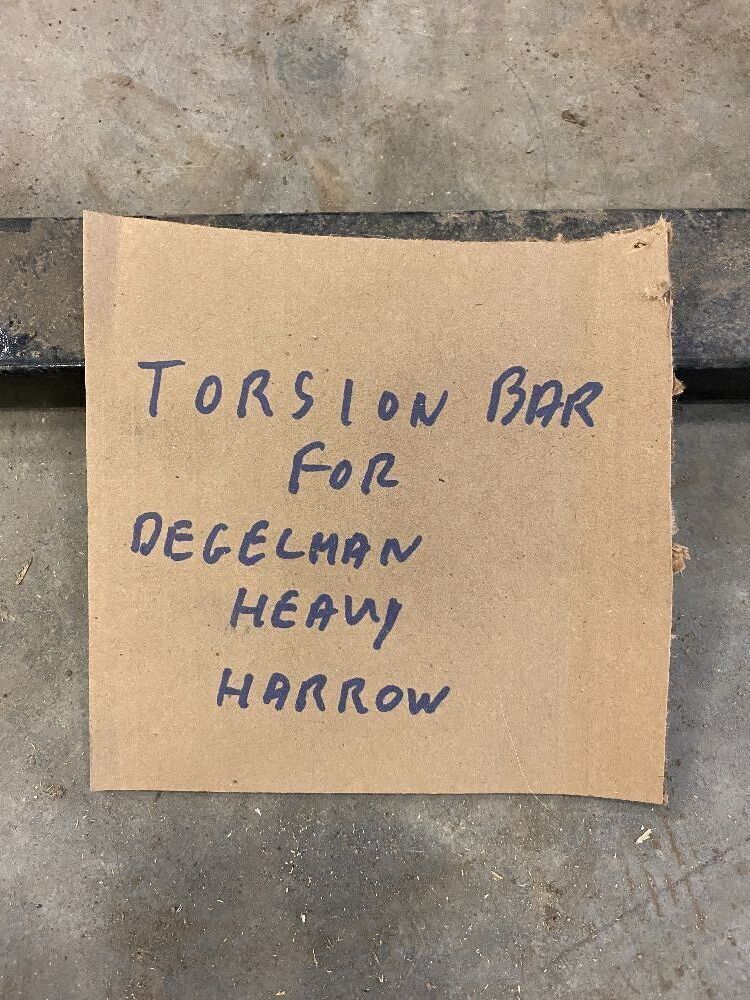 TORSION BAR
FOR
DEGELMAN
HEAVY
HARROW